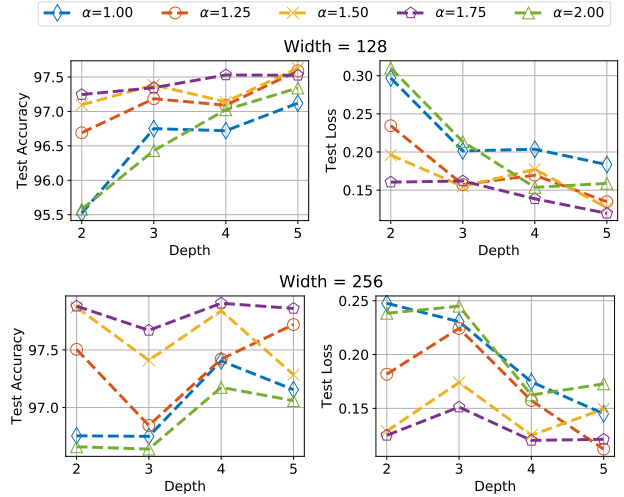 α=1.00 α=1.25 α=1.50 α=1.75 α=2.00
Width = 128
97.5
97.0
96.5
96.0
95.5
Test Accuracy
2 3 4 5
Depth
0.30
0.25
0.20
0.15
Test Loss
2 3 4 5
Depth
Width = 256
97.5
97.0
Test Accuracy
2 3 4 5
Depth
0.25
0.20
0.15
Test Loss
2 3 4 5
Depth